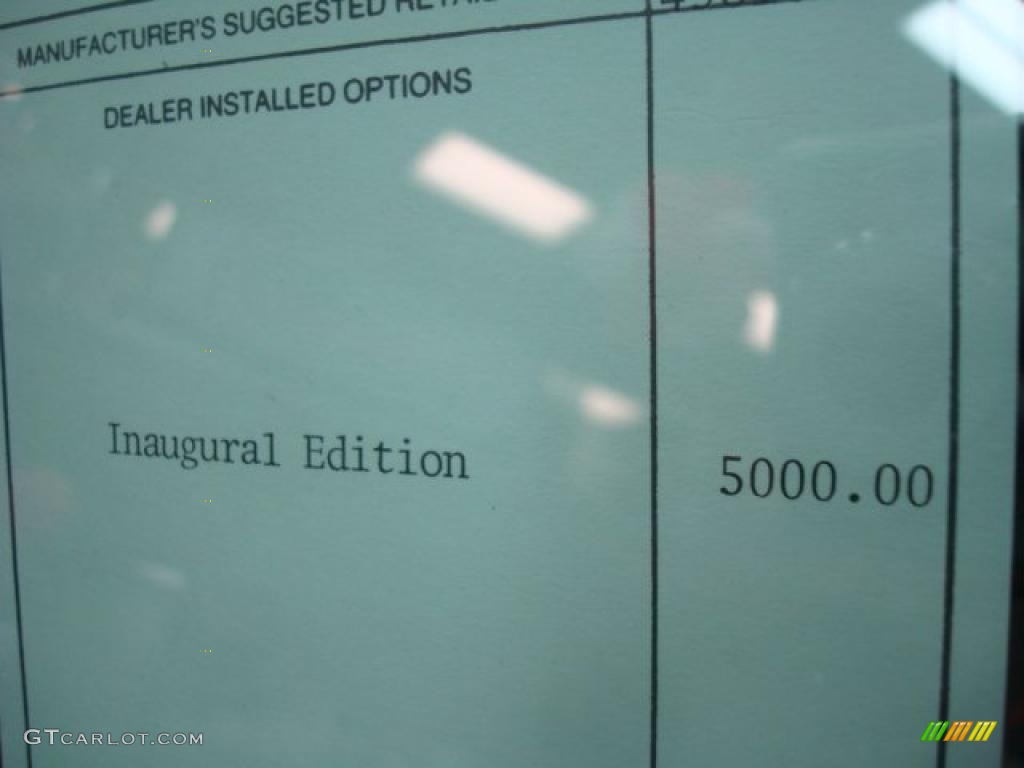 MANUFACTURER'S SUGGESTED
DEALER INSTALLED OPTIONS
Inaugural Edition 5000.00
GTCARLOT.COM